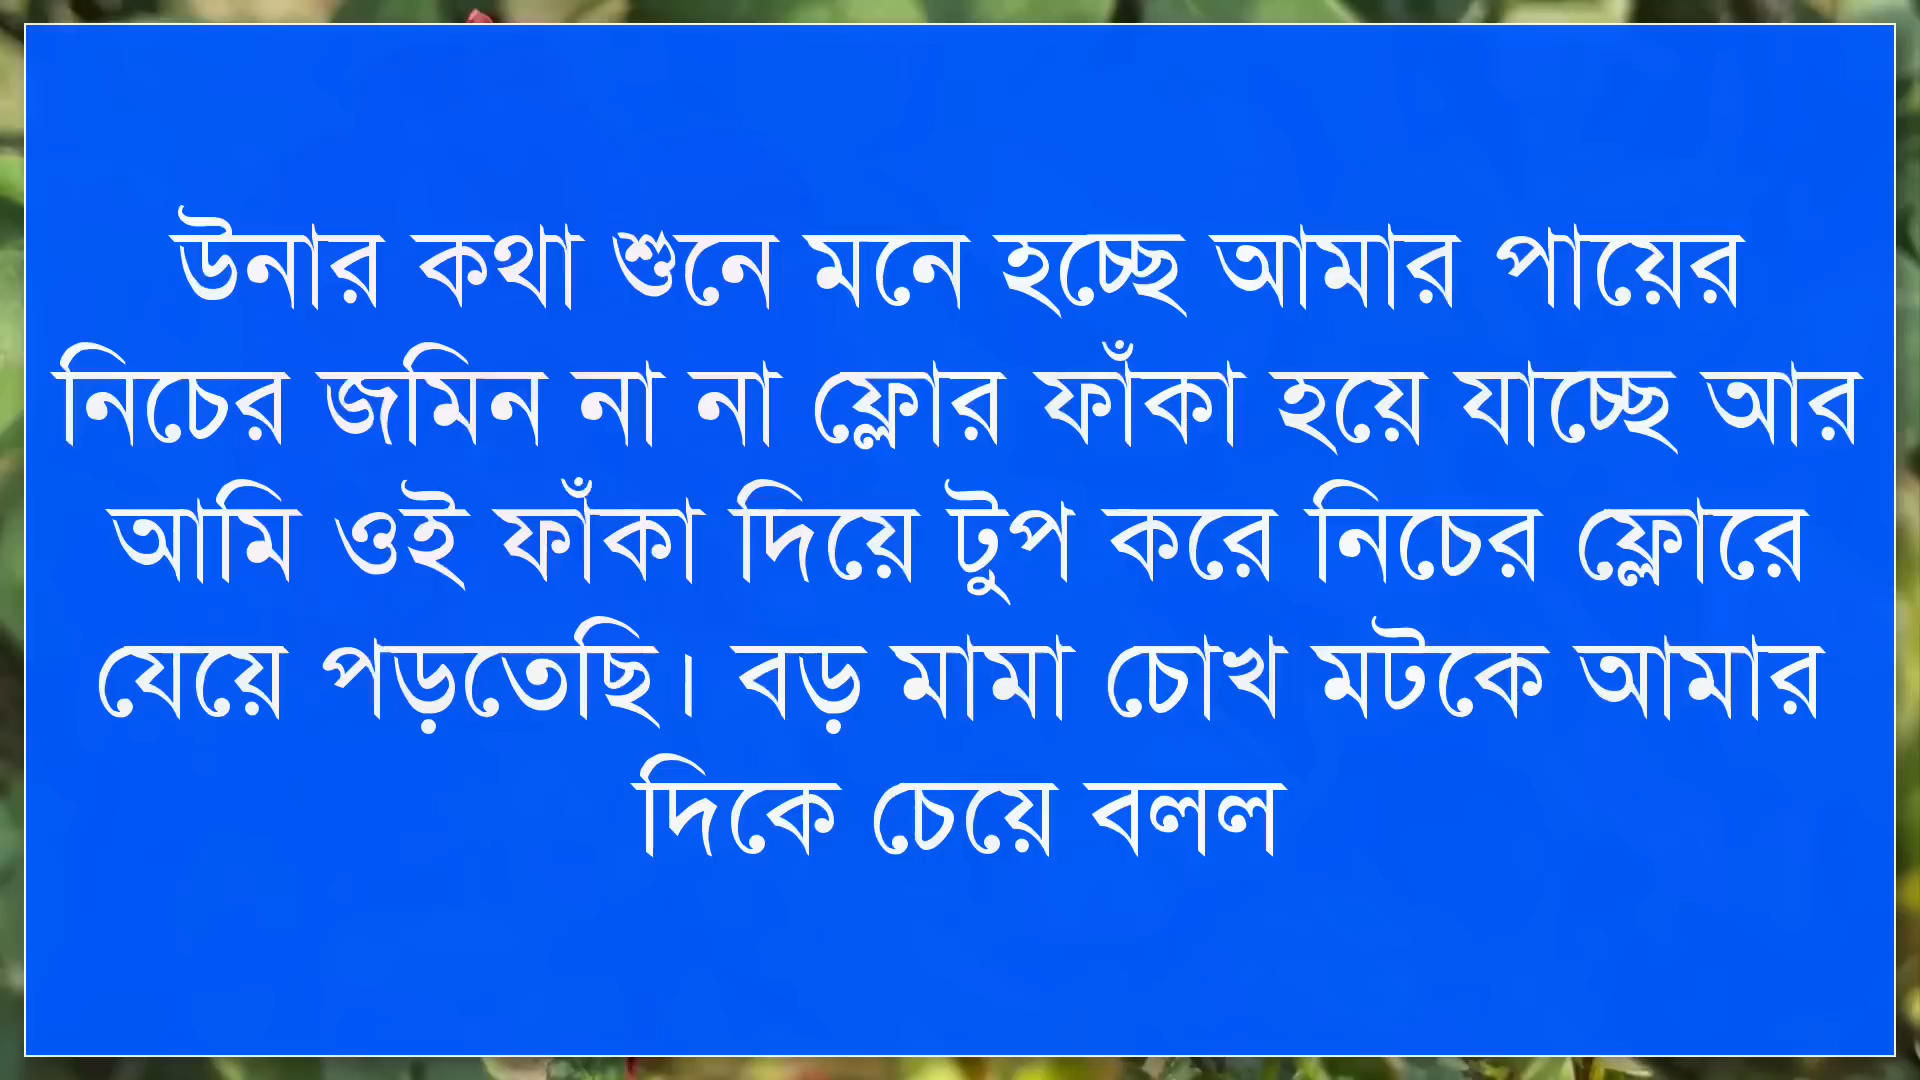 উনার কথা শুনে মনে হচ্ছে আমার পায়ের
নিচের জমিন না না ফ্লোর ফাঁকা হয়ে যাচ্ছে আর
আমি ওই ফাঁকা দিয়ে টুপ করে নিচের ফ্লোরে
যেয়ে পড়তেছি। বড় মামা চোখ মটকে আমার
দিকে চেয়ে বলল